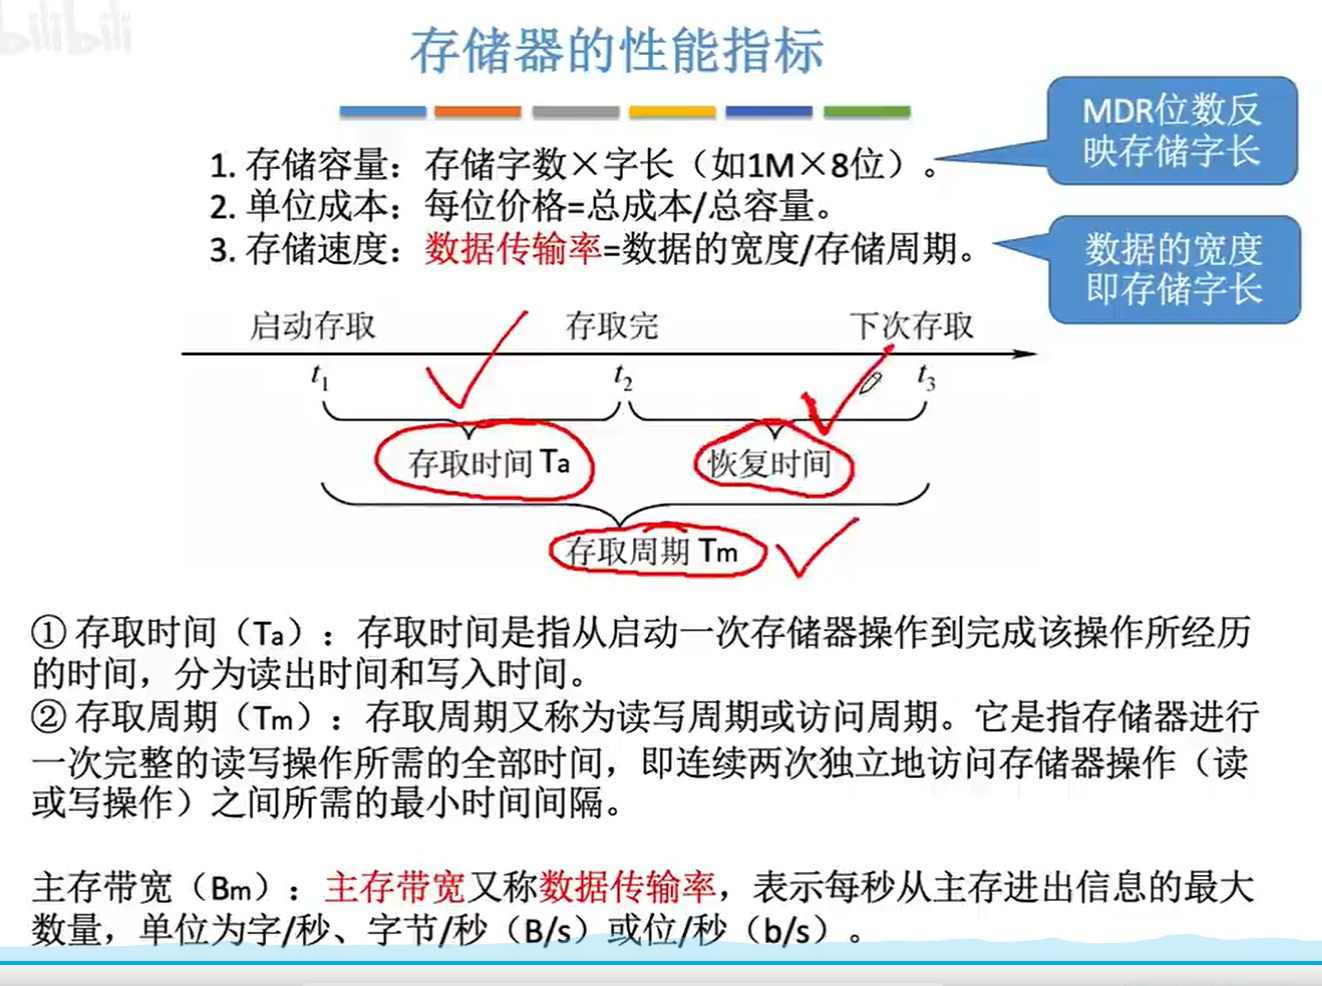 bilibili
存储器的性能指标
MDR位数反
映存储字长
1. 存储容量：存储字数×字长（如1M×8位）。
2. 单位成本：每位价格=总成本/总容量。
3. 存储速度：数据传输率=数据的宽度/存储周期。
数据的宽度
即存储字长
启动存取 存取完 下次存取
t1 t2 t3
存取时间 Ta 恢复时间
存取周期 Tm
① 存取时间（Ta）：存取时间是指从启动一次存储器操作到完成该操作所经历
的时间，分为读出时间和写入时间。
② 存取周期（Tm）：存取周期又称为读写周期或访问周期。它是指存储器进行
一次完整的读写操作所需的全部时间，即连续两次独立地访问存储器操作（读
或写操作）之间所需的最小时间间隔。
主存带宽（Bm）：主存带宽又称数据传输率，表示每秒从主存进出信息的最大
数量，单位为字/秒、字节/秒（B/s）或位/秒（b/s）。